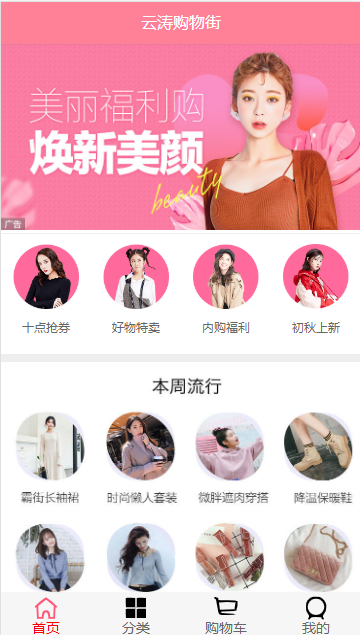 云涛购物街
美丽福利购
焕新美颜
beauty
广告
十点抢券 好物特卖 内购福利 初秋上新
本周流行
霸街长袖裙 时尚懒人套装 微胖遮肉穿搭 降温保暖鞋
首页 分类 购物车 我的